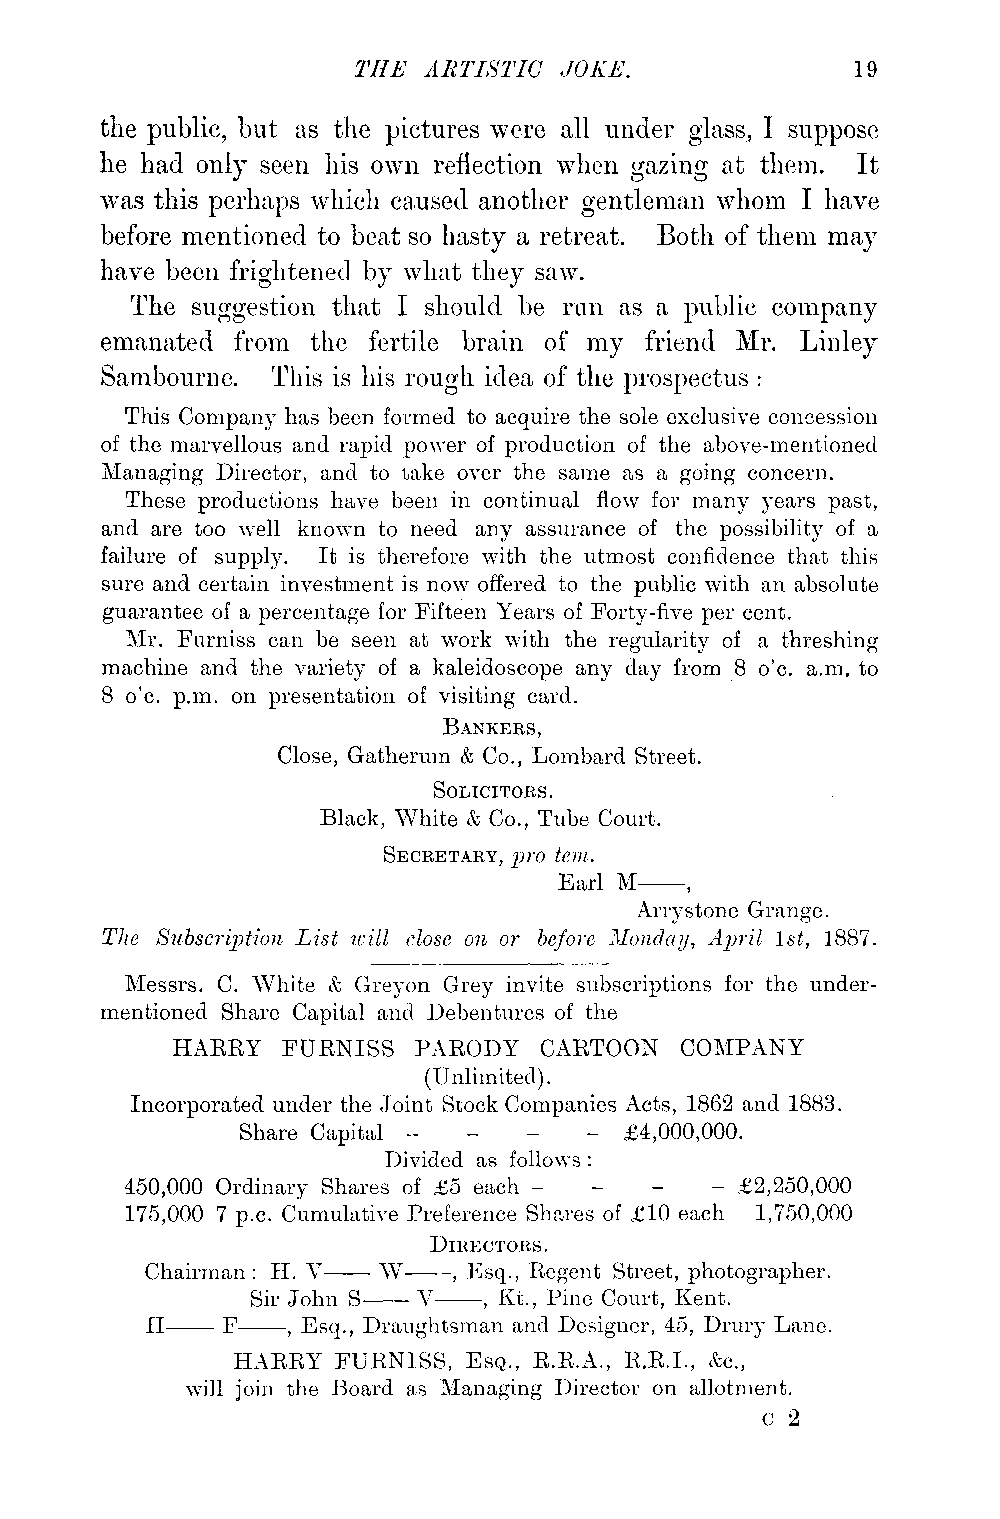 THE ARTISTIC JOKE. 19
the public, but as the pictures were all under glass, I suppose
he had only seen his own reflection when gazing at them. It
was this perhaps which caused another gentleman whom I have
before mentioned to beat so hasty a retreat. Both of them may
have been frightened by what they saw.
The suggestion that I should be run as a public company
emanated from the fertile brain of my friend Mr. Linley
Sambourne. This is his rough idea of the prospectus :
This Company has been formed to acquire the sole exclusive concession
of the marvellous and rapid power of production of the above-mentioned
Managing Director, and to take over the same as a going concern.
These productions have been in continual flow for many years past,
and are too well known to need any assurance of the possibility of a
failure of supply. It is therefore with the utmost confidence that this
sure and certain investment is now offered to the public with an absolute
guarantee of a percentage for Fifteen Years of Forty-five per cent.
Mr. Furniss can be seen at work with the regularity of a threshing
machine and the variety of a kaleidoscope any day from 8 o'c. a.m. to
8 o'c. p.m. on presentation of visiting card.
BANKERS,
Close, Gatherum & Co., Lombard Street.
SOLICITORS.
Black, White & Co., Tube Court.
SECRETARY, pro tem.
Earl M——,
Arrystone Grange.
The Subscription List will close on or before Monday, April 1st, 1887.
Messrs. C. White & Greyon Grey invite subscriptions for the under-
mentioned Share Capital and Debentures of the
HARRY FURNISS PARODY CARTOON COMPANY
(Unlimited).
Incorporated under the Joint Stock Companies Acts, 1862 and 1883.
Share Capital - - - - £4,000,000.
Divided as follows :
450,000 Ordinary Shares of £5 each - - - - £2,250,000
175,000 7 p.c. Cumulative Preference Shares of £10 each 1,750,000
DIRECTORS.
Chairman : H. V—— W——, Esq., Regent Street, photographer.
Sir John S—— V——, Kt., Pine Court, Kent.
H—— F——, Esq., Draughtsman and Designer, 45, Drury Lane.
HARRY FURNISS, ESQ., R.R.A., R.R.I., &c.,
will join the Board as Managing Director on allotment.
C 2